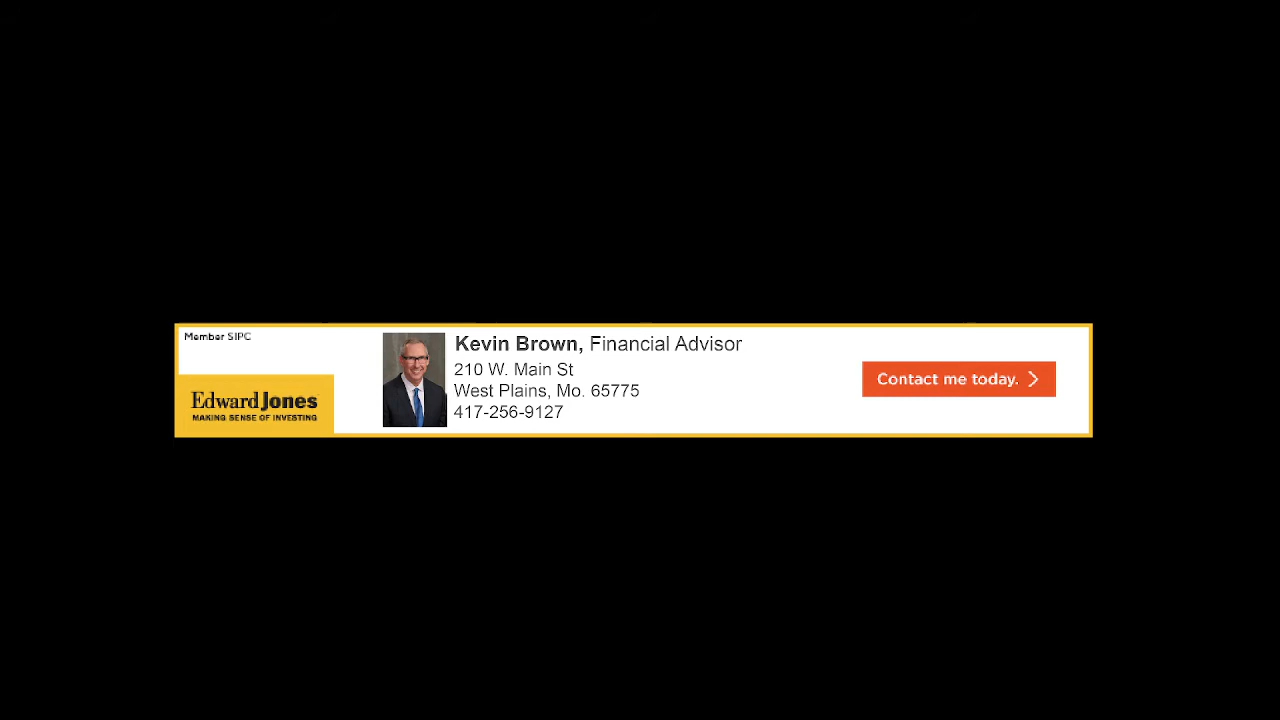 Member SIPC
Edward Jones
MAKING SENSE OF INVESTING
Kevin Brown, Financial Advisor
210 W. Main St
West Plains, Mo. 65775
417-256-9127
Contact me today.